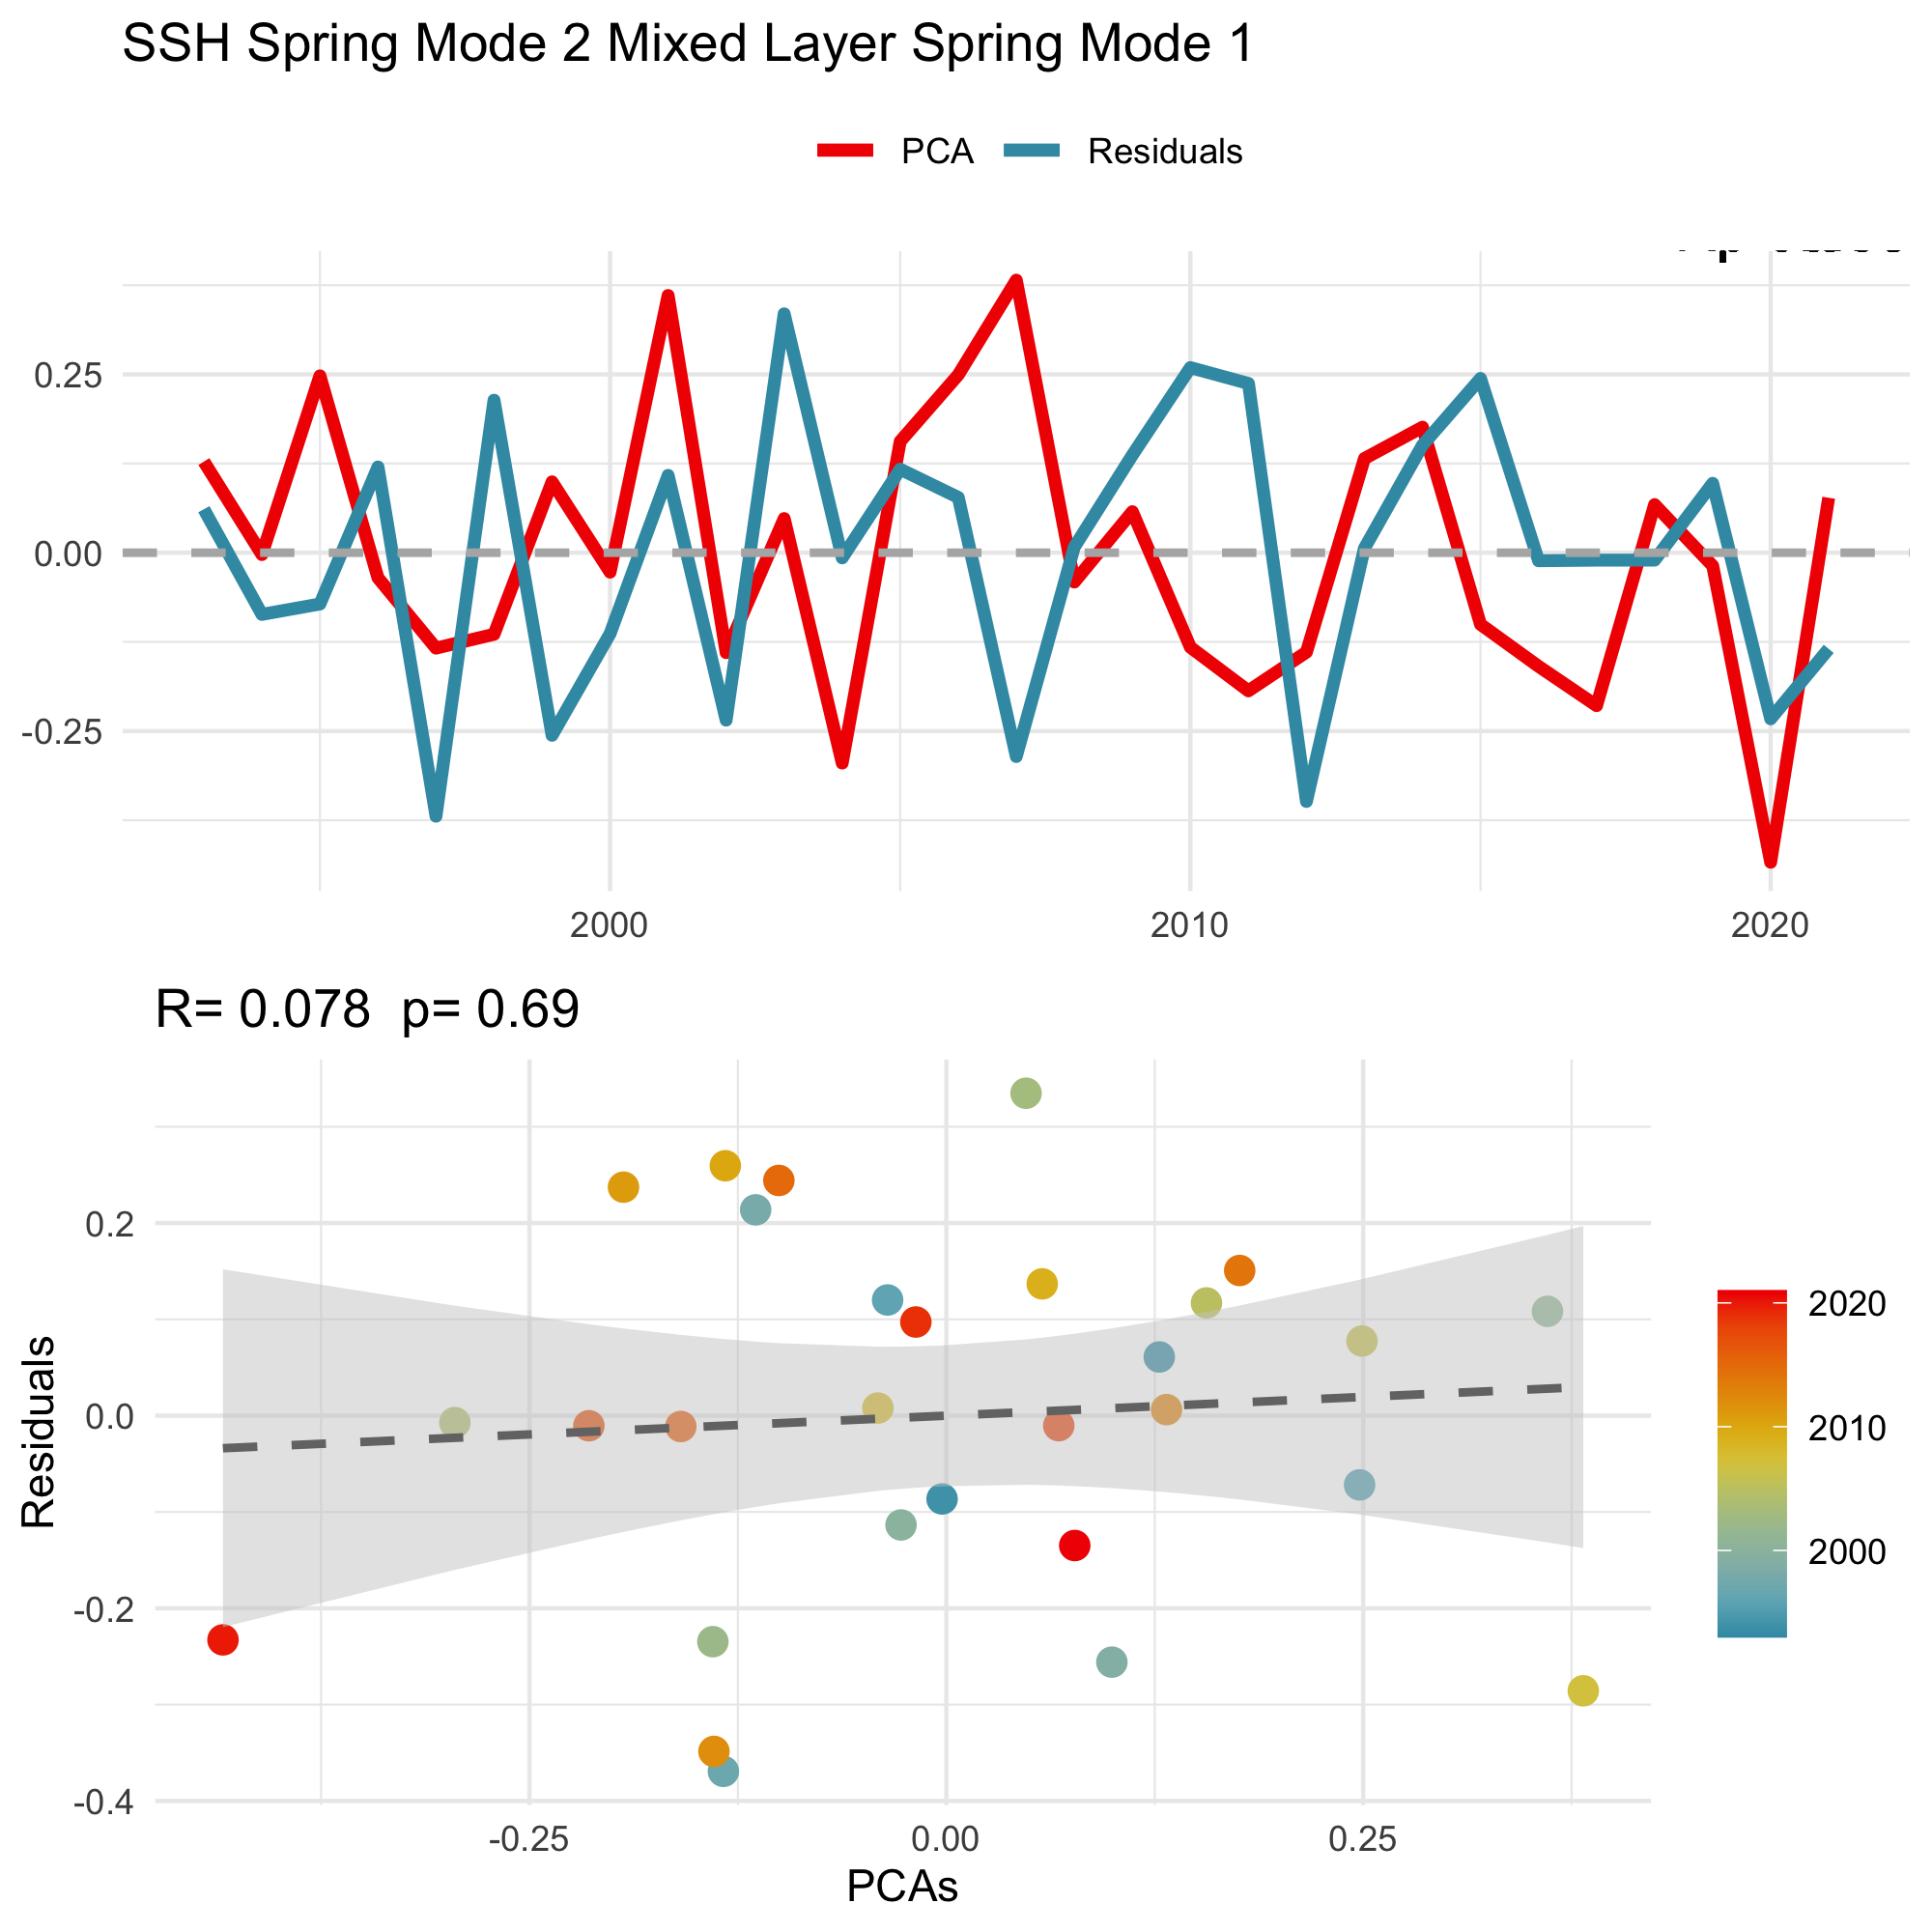 SSH Spring Mode 2 Mixed Layer Spring Mode 1
PCA Residuals
0.25
0.00
-0.25
2000 2010 2020
R= 0.078 p= 0.69
Residuals
0.2
0.0
-0.2
-0.4
-0.25 0.00 0.25
PCAs
2020
2010
2000